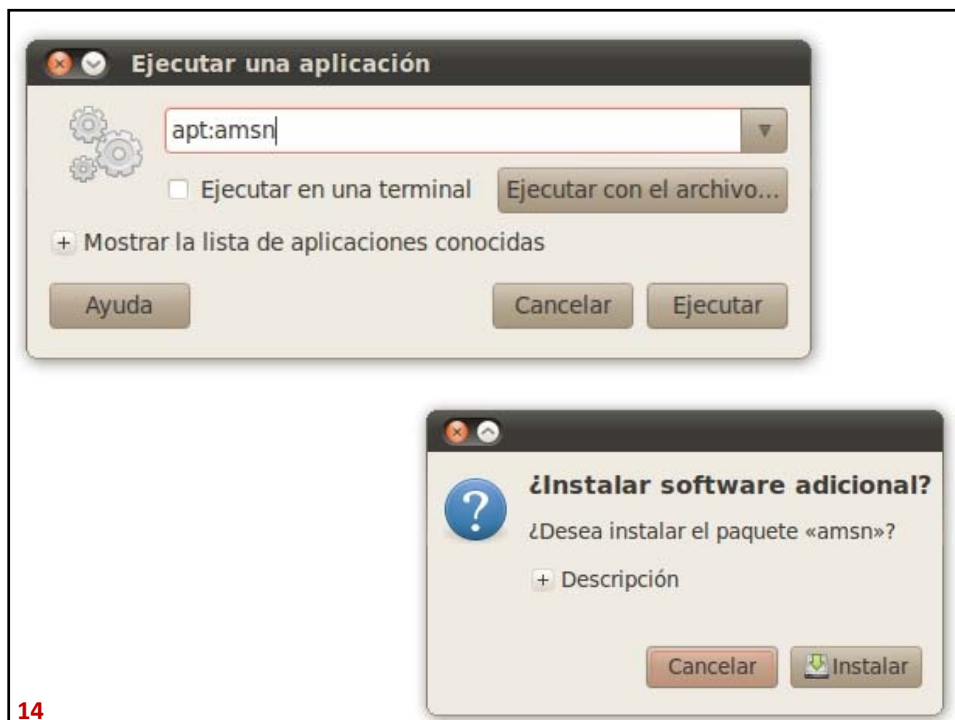 Ejecutar una aplicación
apt:amsn
Ejecutar en una terminal
Ejecutar con el archivo...
Mostrar la lista de aplicaciones conocidas
Ayuda
Cancelar
Ejecutar
¿Instalar software adicional?
¿Desea instalar el paquete «amsn»?
Descripción
Cancelar
Instalar
14